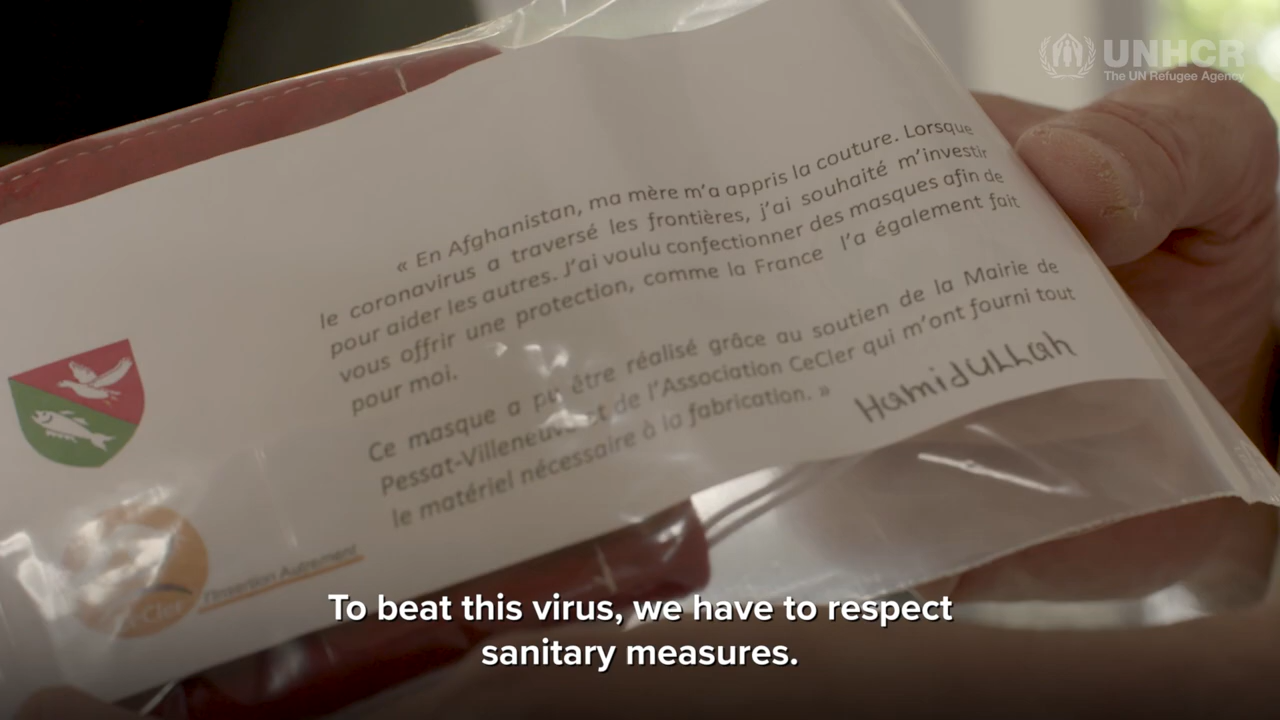 UNHCR
The UN Refugee Agency
« En Afghanistan, ma mère m'a appris la couture. Lorsque
le coronavirus a traversé les frontières, j'ai souhaité m'investir
pour aider les autres. J'ai voulu confectionner des masques afin de
vous offrir une protection, comme la France l'a également fait
pour moi.
Ce masque a pu être réalisé grâce au soutien de la Mairie de
Pessat-Villeneuve et de l'Association CeCler qui m'ont fourni tout
le matériel nécessaire à la fabrication. »
HamiduLLah
Cler
l'Insertion Autrement
To beat this virus, we have to respect
sanitary measures.